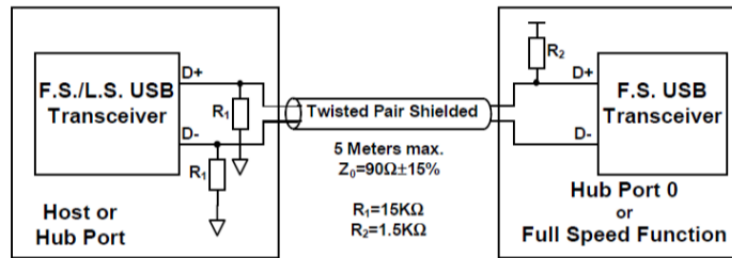 F.S./L.S. USB
Transceiver
D+
D-
R1
R1
Host or
Hub Port
Twisted Pair Shielded
5 Meters max.
Z0=90Ω±15%
R1=15KΩ
R2=1.5KΩ
R2
D+
D-
F.S. USB
Transceiver
Hub Port 0
or
Full Speed Function